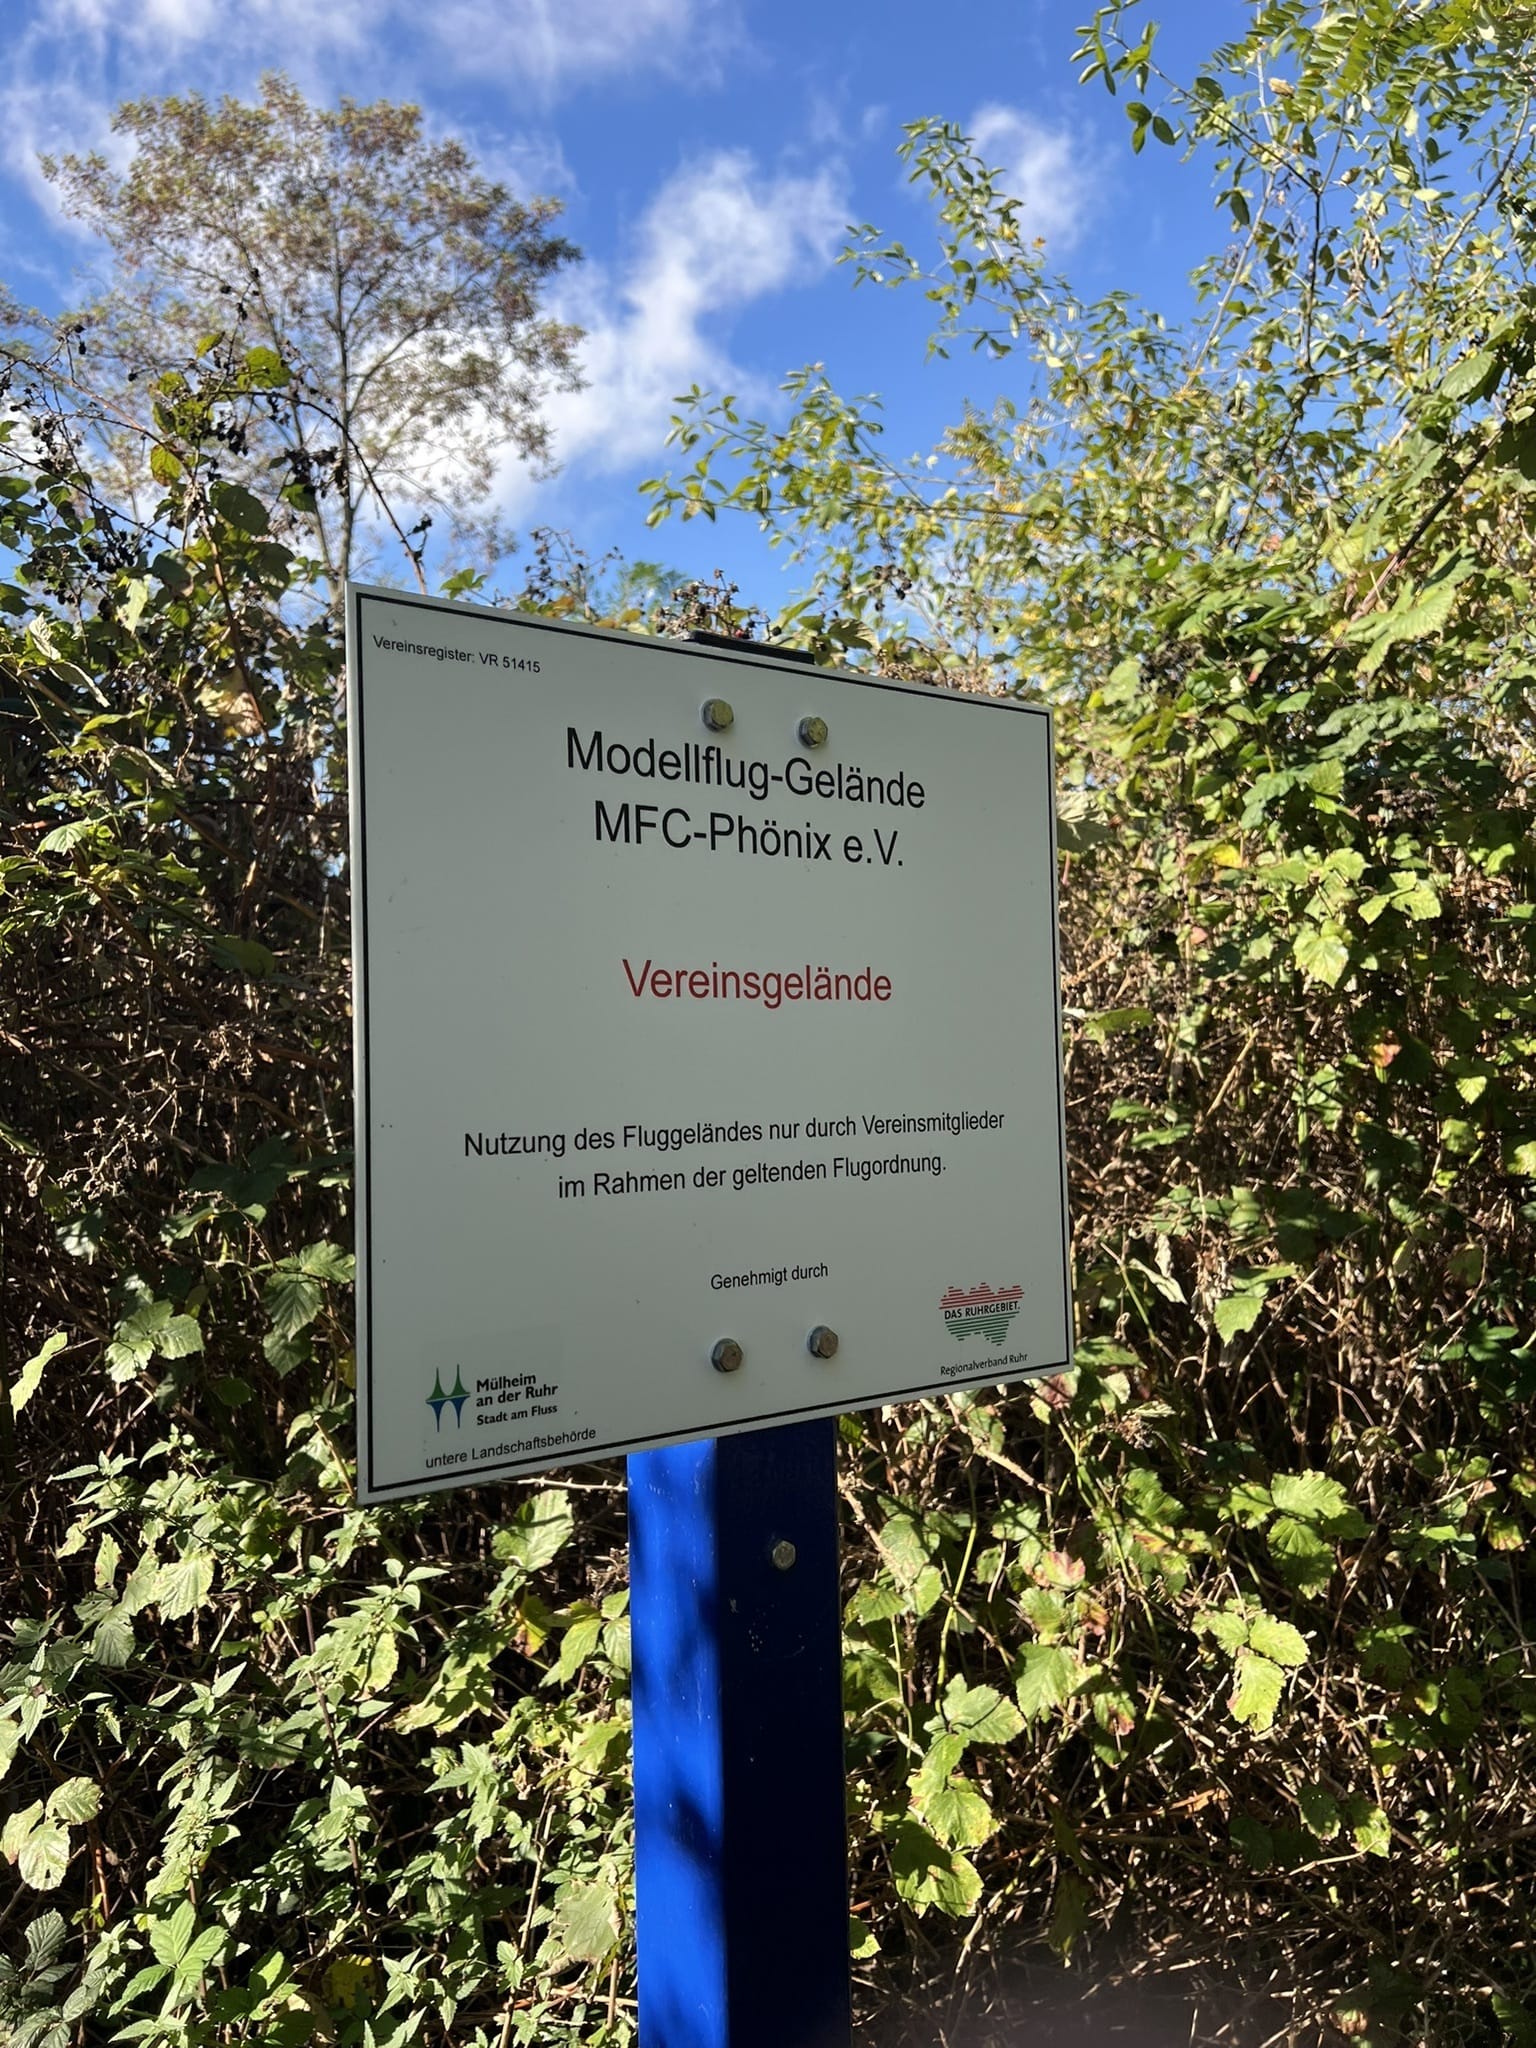 Vereinsregister: VR 51415
Modellflug-Gelände
MFC-Phönix e.V.
Vereinsgelände
Nutzung des Fluggeländes nur durch Vereinsmitglieder
im Rahmen der geltenden Flugordnung.
Genehmigt durch
Mülheim
an der Ruhr
Stadt am Fluss
untere Landschaftsbehörde
DAS RUHRGEBIET.
Regionalverband Ruhr